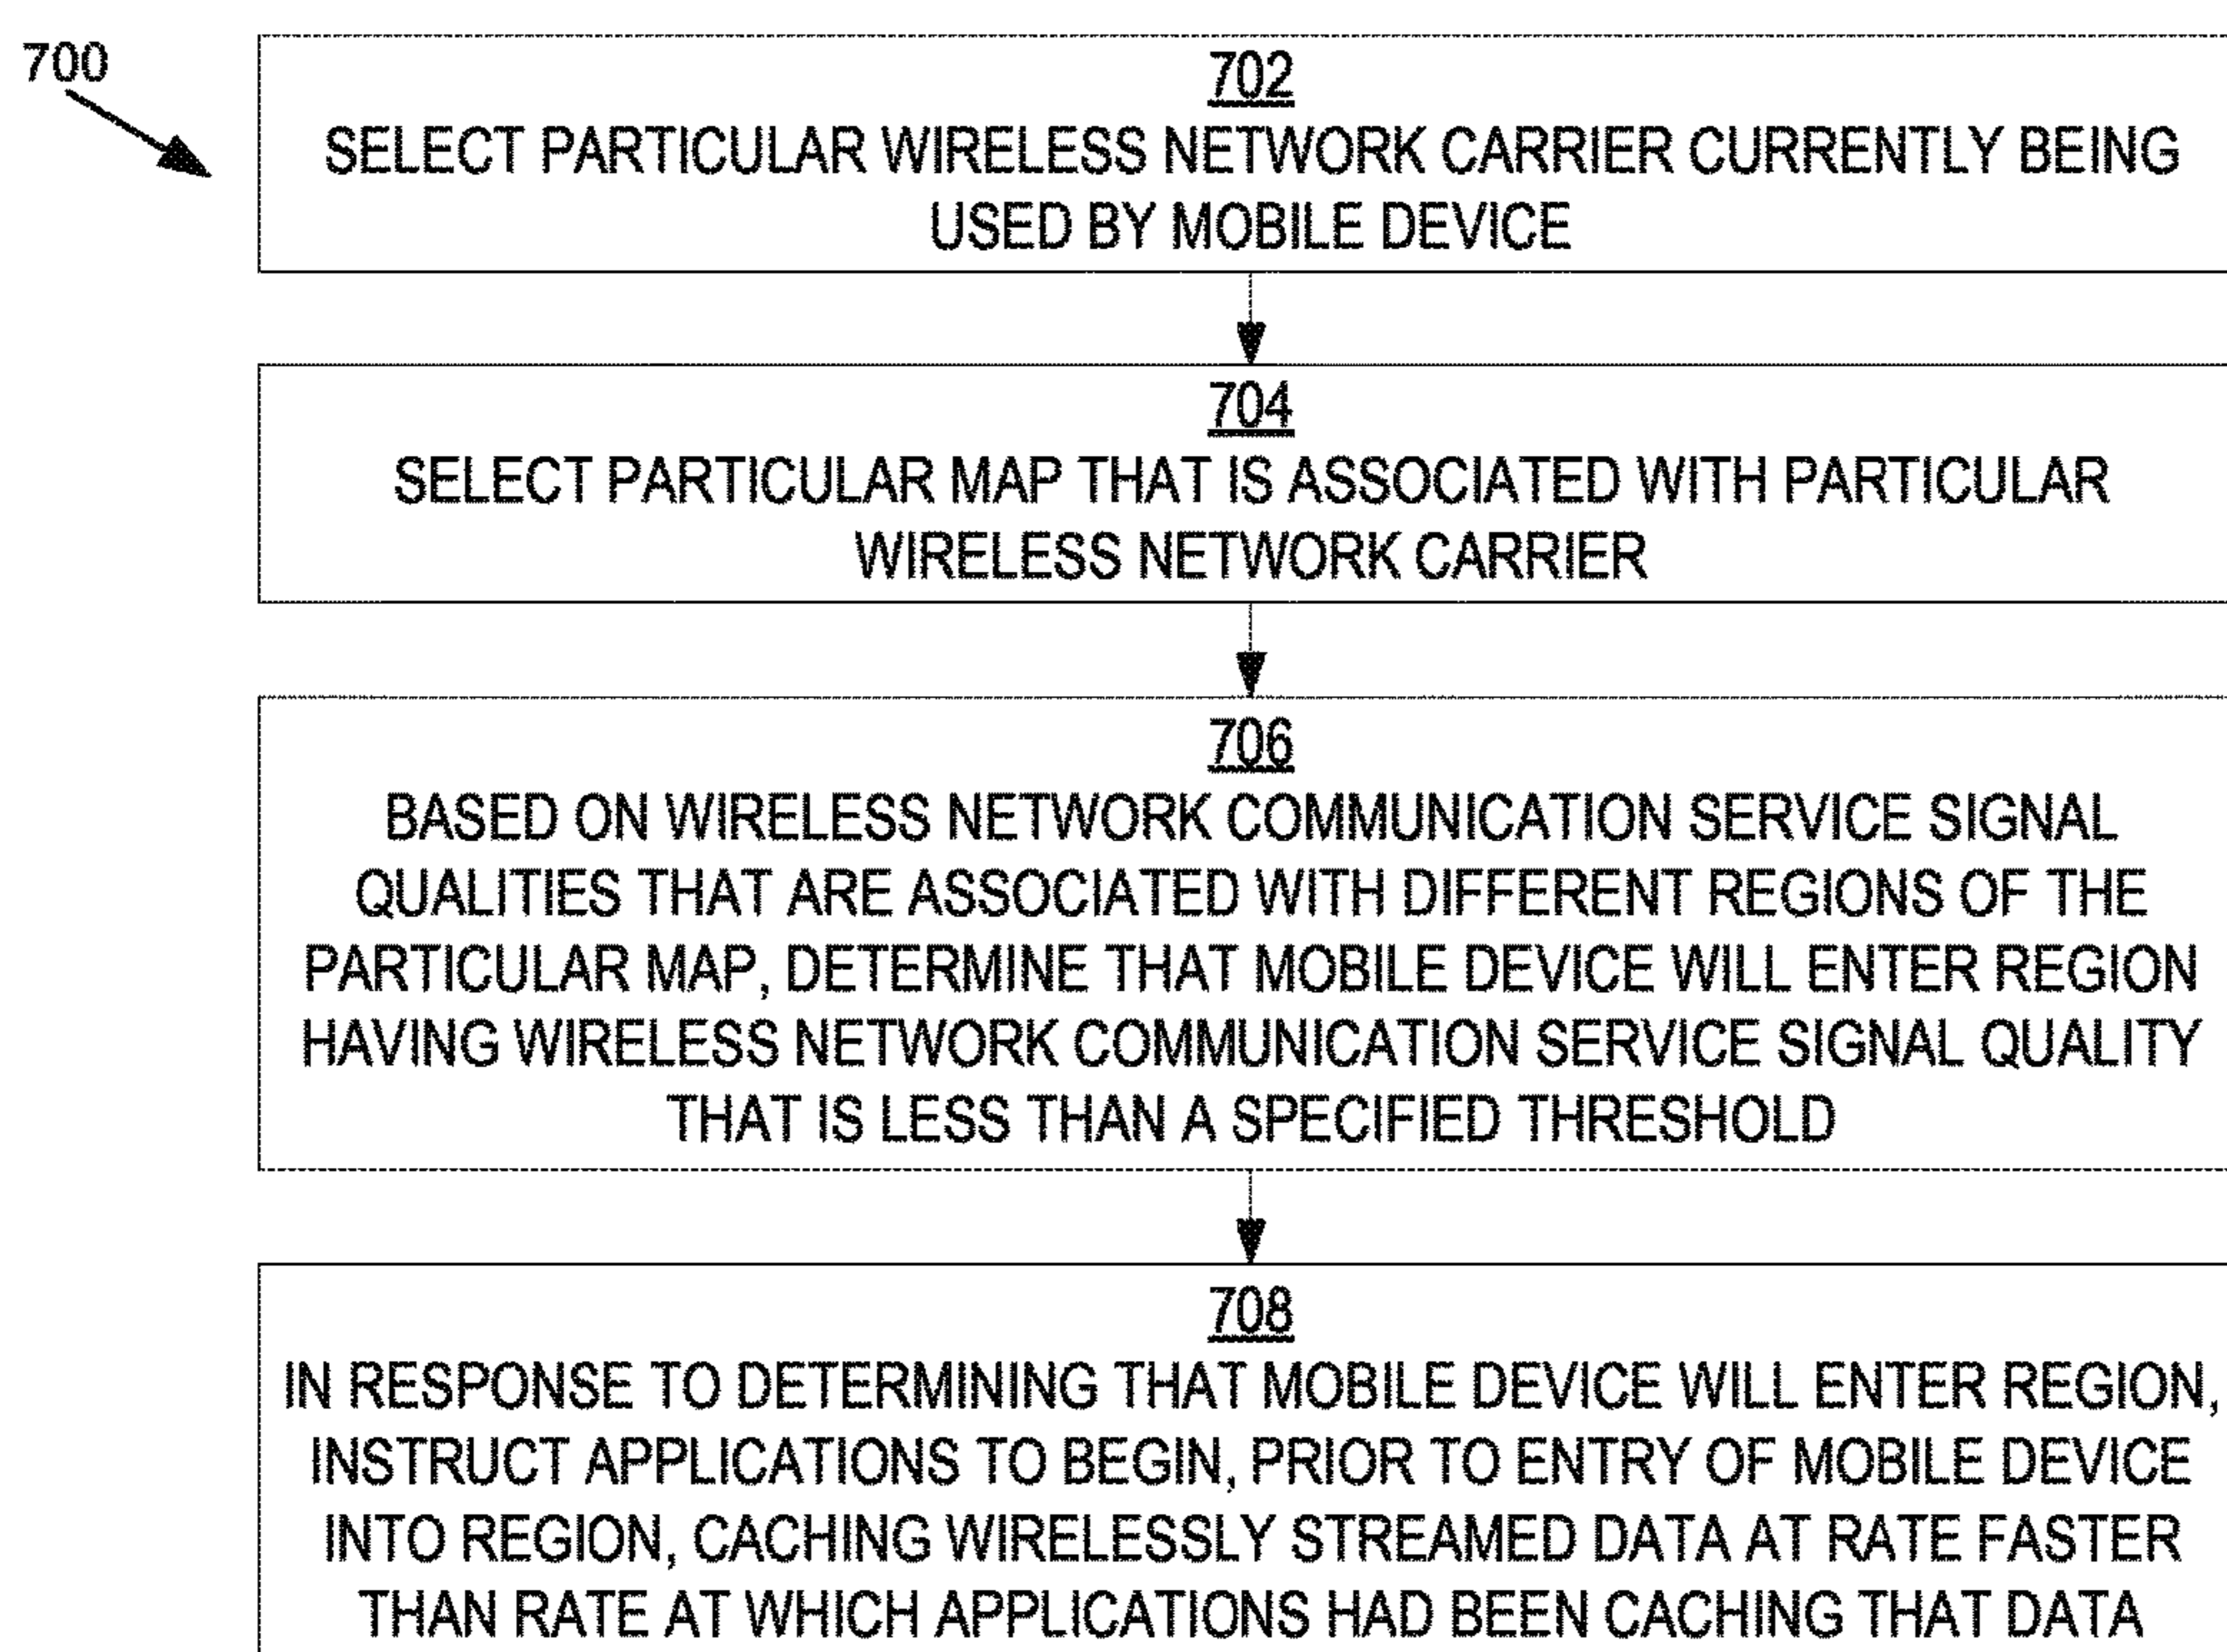 700
702
SELECT PARTICULAR WIRELESS NETWORK CARRIER CURRENTLY BEING
USED BY MOBILE DEVICE
704
SELECT PARTICULAR MAP THAT IS ASSOCIATED WITH PARTICULAR
WIRELESS NETWORK CARRIER
706
BASED ON WIRELESS NETWORK COMMUNICATION SERVICE SIGNAL
QUALITIES THAT ARE ASSOCIATED WITH DIFFERENT REGIONS OF THE
PARTICULAR MAP, DETERMINE THAT MOBILE DEVICE WILL ENTER REGION
HAVING WIRELESS NETWORK COMMUNICATION SERVICE SIGNAL QUALITY
THAT IS LESS THAN A SPECIFIED THRESHOLD
708
IN RESPONSE TO DETERMINING THAT MOBILE DEVICE WILL ENTER REGION,
INSTRUCT APPLICATIONS TO BEGIN, PRIOR TO ENTRY OF MOBILE DEVICE
INTO REGION, CACHING WIRELESSLY STREAMED DATA AT RATE FASTER
THAN RATE AT WHICH APPLICATIONS HAD BEEN CACHING THAT DATA